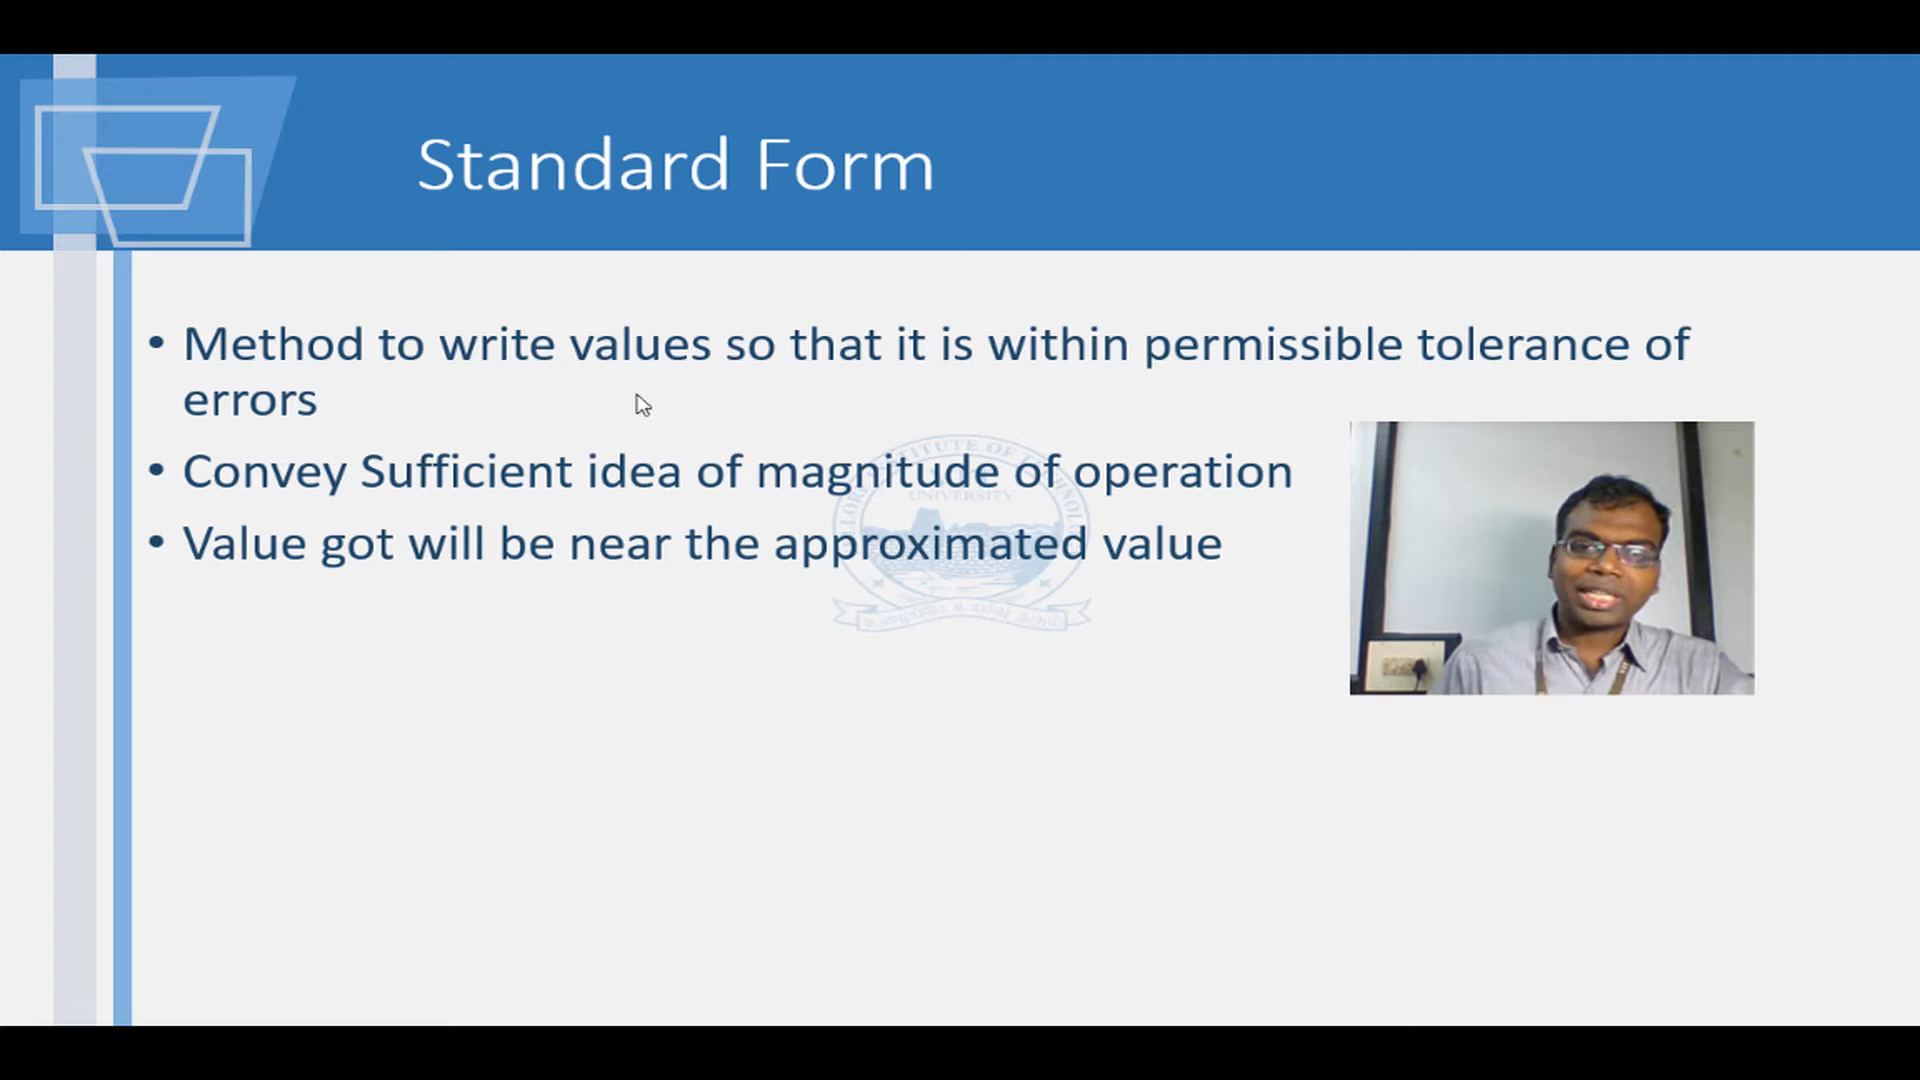 Standard Form
• Method to write values so that it is within permissible tolerance of
errors
• Convey Sufficient idea of magnitude of operation
• Value got will be near the approximated value
UNIVERSITY